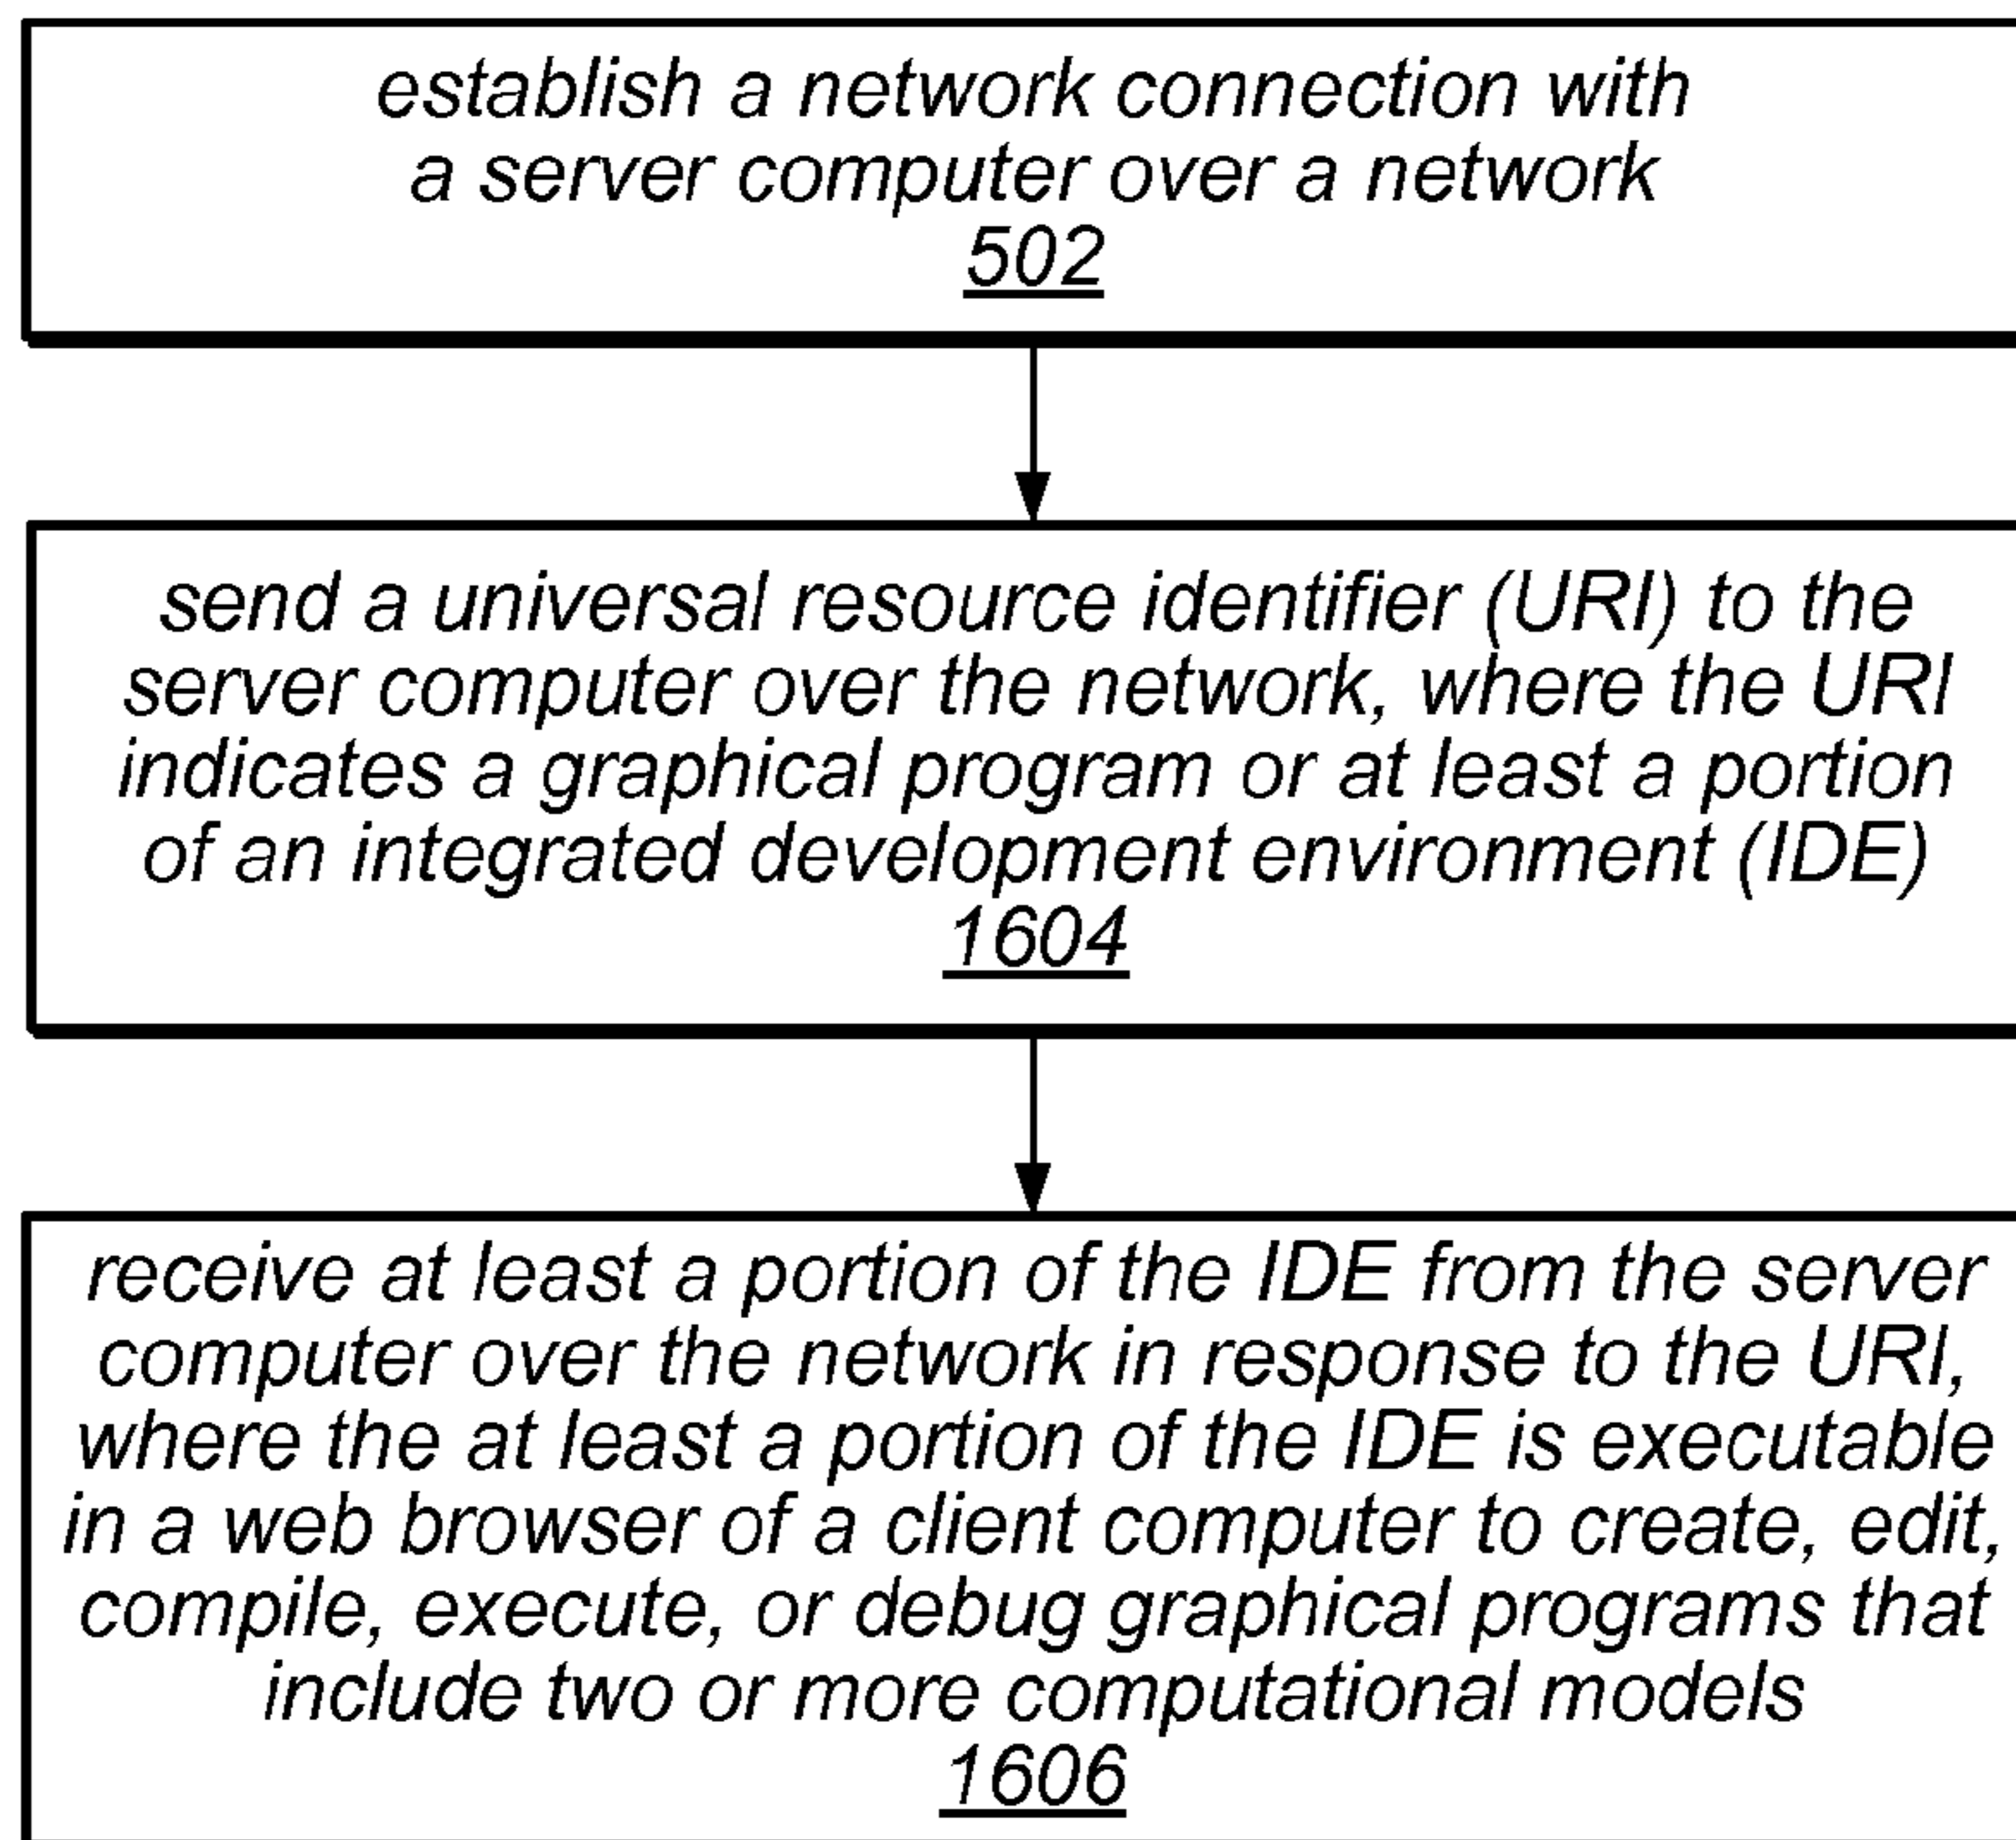 establish a network connection with
a server computer over a network
502
send a universal resource identifier (URI) to the
server computer over the network, where the URI
indicates a graphical program or at least a portion
of an integrated development environment (IDE)
1604
receive at least a portion of the IDE from the server
computer over the network in response to the URI,
where the at least a portion of the IDE is executable
in a web browser of a client computer to create, edit,
compile, execute, or debug graphical programs that
include two or more computational models
1606